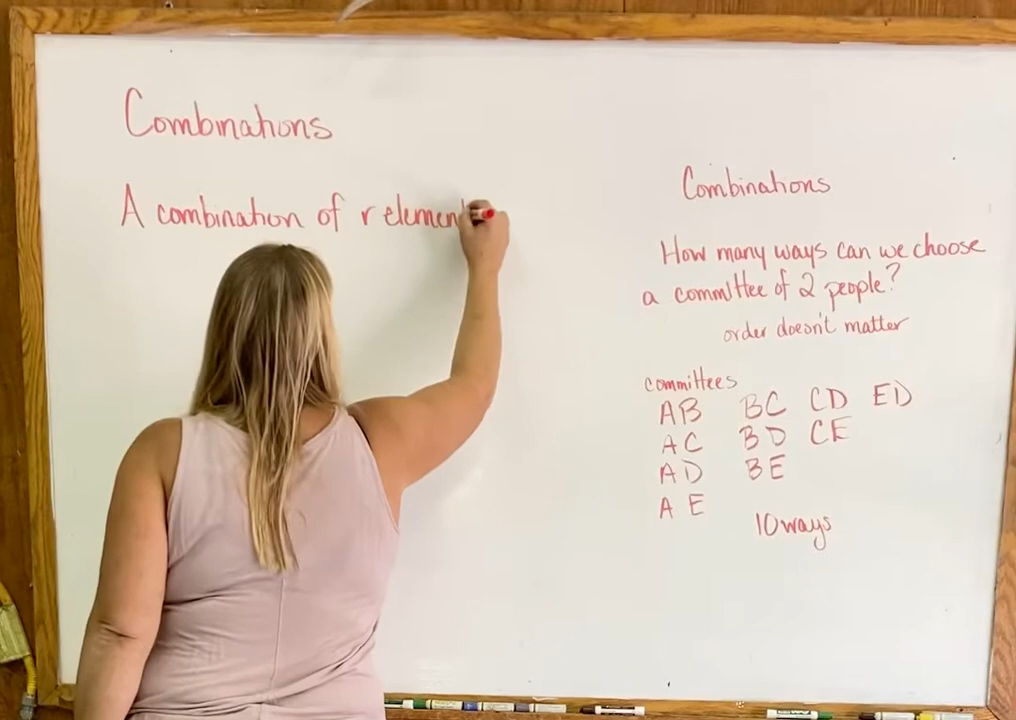 Combinations
A combination of r element
Combinations
How many ways can we choose
a committee of 2 people?
order doesn't matter
committees
AB BC CD ED
AC BD CE
AD BE
AE
10 ways